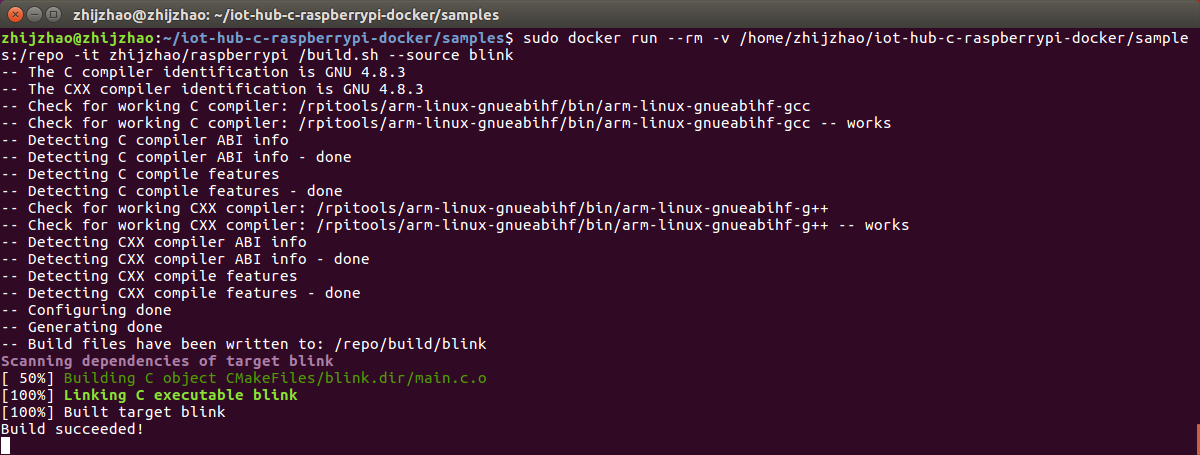 zhijzhao@zhijzhao: ~/iot-hub-c-raspberrypi-docker/samples
zhijzhao@zhijzhao:~/iot-hub-c-raspberrypi-docker/samples$ sudo docker run --rm -v /home/zhijzhao/iot-hub-c-raspberrypi-docker/sample
s:/repo -it zhijzhao/raspberrypi /build.sh --source blink
-- The C compiler identification is GNU 4.8.3
-- The CXX compiler identification is GNU 4.8.3
-- Check for working C compiler: /rpitools/arm-linux-gnueabihf/bin/arm-linux-gnueabihf-gcc
-- Check for working C compiler: /rpitools/arm-linux-gnueabihf/bin/arm-linux-gnueabihf-gcc -- works
-- Detecting C compiler ABI info
-- Detecting C compiler ABI info - done
-- Detecting C compile features
-- Detecting C compile features - done
-- Check for working CXX compiler: /rpitools/arm-linux-gnueabihf/bin/arm-linux-gnueabihf-g++
-- Check for working CXX compiler: /rpitools/arm-linux-gnueabihf/bin/arm-linux-gnueabihf-g++ -- works
-- Detecting CXX compiler ABI info
-- Detecting CXX compiler ABI info - done
-- Detecting CXX compile features
-- Detecting CXX compile features - done
-- Configuring done
-- Generating done
-- Build files have been written to: /repo/build/blink
Scanning dependencies of target blink
[ 50%] Building C object CMakeFiles/blink.dir/main.c.o
[100%] Linking C executable blink
[100%] Built target blink
Build succeeded!